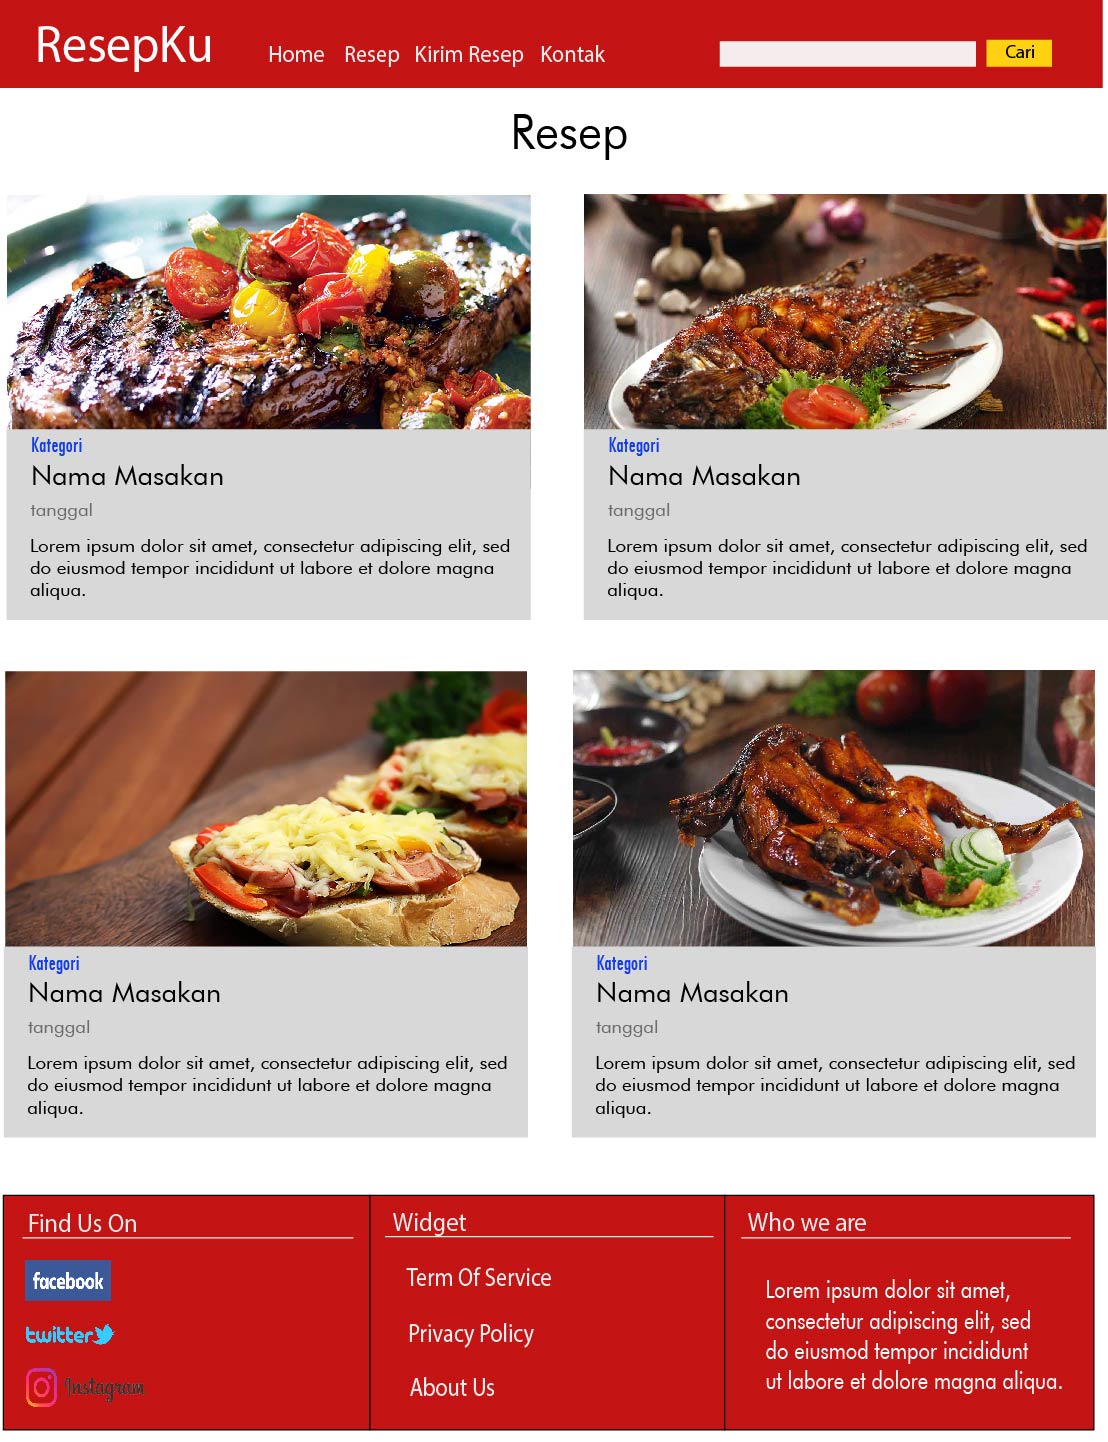 ResepKu
Home Resep Kirim Resep Kontak
Cari
Resep
Kategori
Nama Masakan
tanggal
Lorem ipsum dolor sit amet, consectetur adipiscing elit, sed
do eiusmod tempor incididunt ut labore et dolore magna
aliqua.
Kategori
Nama Masakan
tanggal
Lorem ipsum dolor sit amet, consectetur adipiscing elit, sed
do eiusmod tempor incididunt ut labore et dolore magna
aliqua.
Kategori
Nama Masakan
tanggal
Lorem ipsum dolor sit amet, consectetur adipiscing elit, sed
do eiusmod tempor incididunt ut labore et dolore magna
aliqua.
Kategori
Nama Masakan
tanggal
Lorem ipsum dolor sit amet, consectetur adipiscing elit, sed
do eiusmod tempor incididunt ut labore et dolore magna
aliqua.
Find Us On
facebook
twitter
Instagram
Widget
Term Of Service
Privacy Policy
About Us
Who we are
Lorem ipsum dolor sit amet,
consectetur adipiscing elit, sed
do eiusmod tempor incididunt
ut labore et dolore magna aliqua.